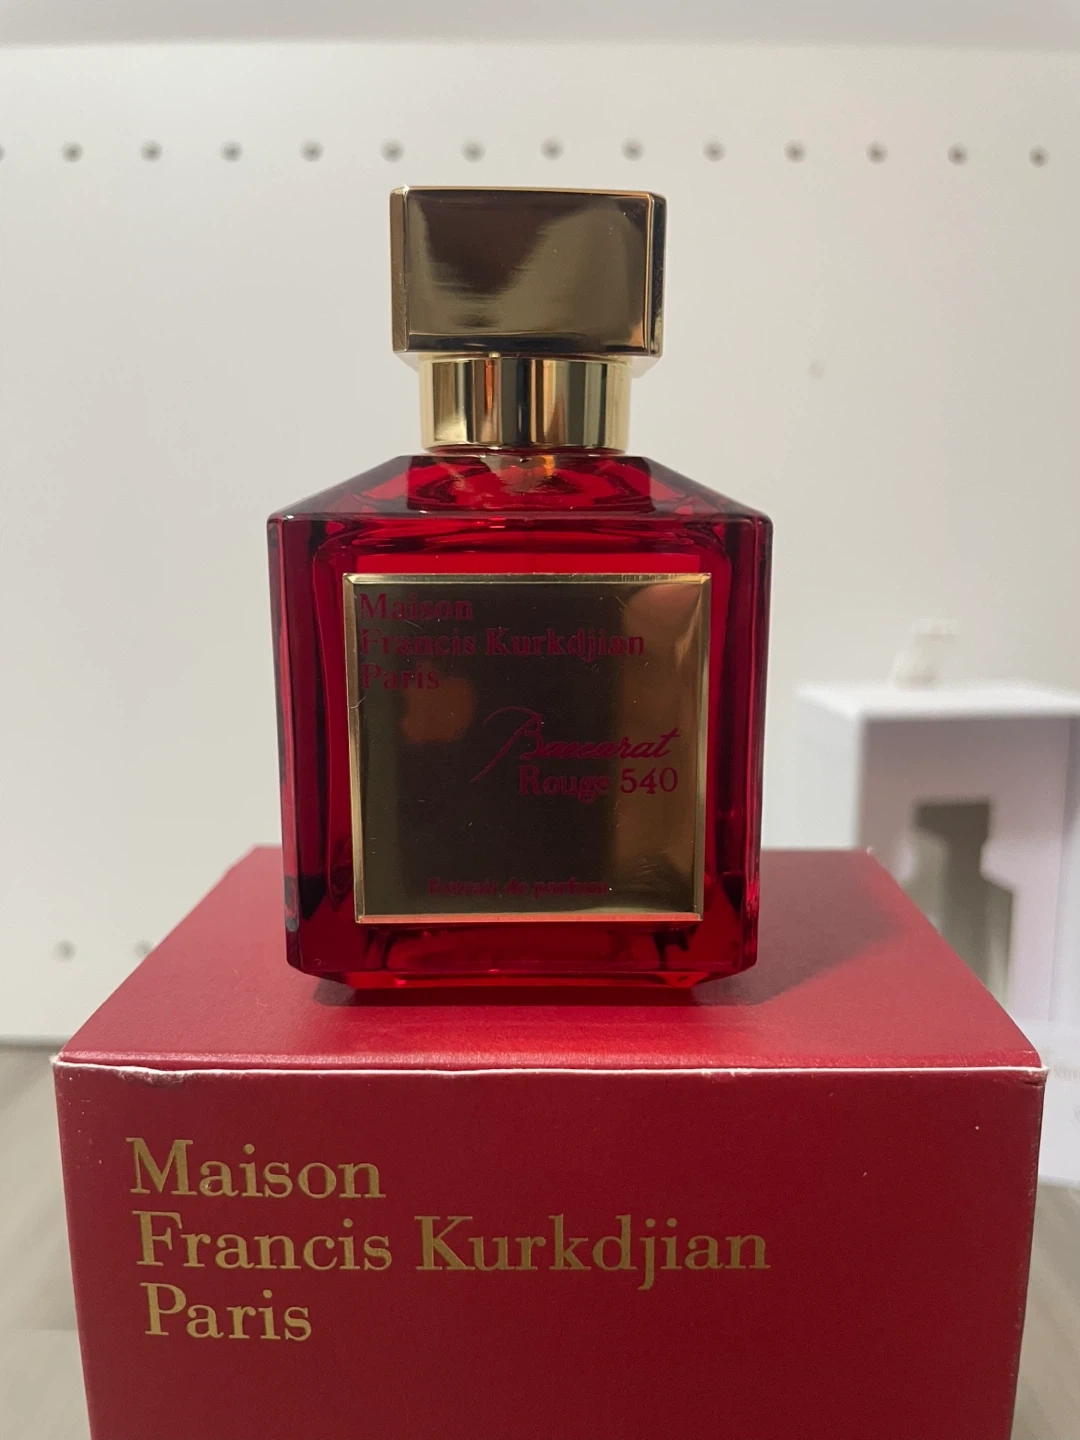 Maison
Francis Kurkdjian
Paris
Baccarat
Rouge 540
Extrait de parfum
Maison
Francis Kurkdjian
Paris